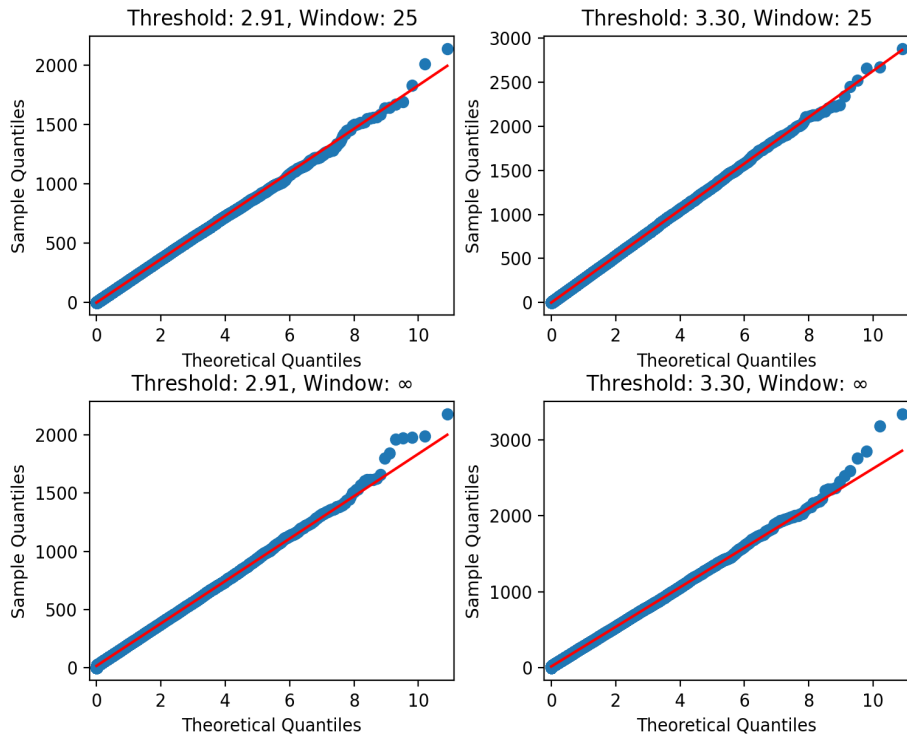 Threshold: 2.91, Window: 25
Sample Quantiles
2000
1500
1000
500
0
0 2 4 6 8 10
Theoretical Quantiles
Threshold: 3.30, Window: 25
Sample Quantiles
3000
2500
2000
1500
1000
500
0
0 2 4 6 8 10
Theoretical Quantiles
Threshold: 2.91, Window: ∞
Sample Quantiles
2000
1500
1000
500
0
0 2 4 6 8 10
Theoretical Quantiles
Threshold: 3.30, Window: ∞
Sample Quantiles
3000
2000
1000
0
0 2 4 6 8 10
Theoretical Quantiles